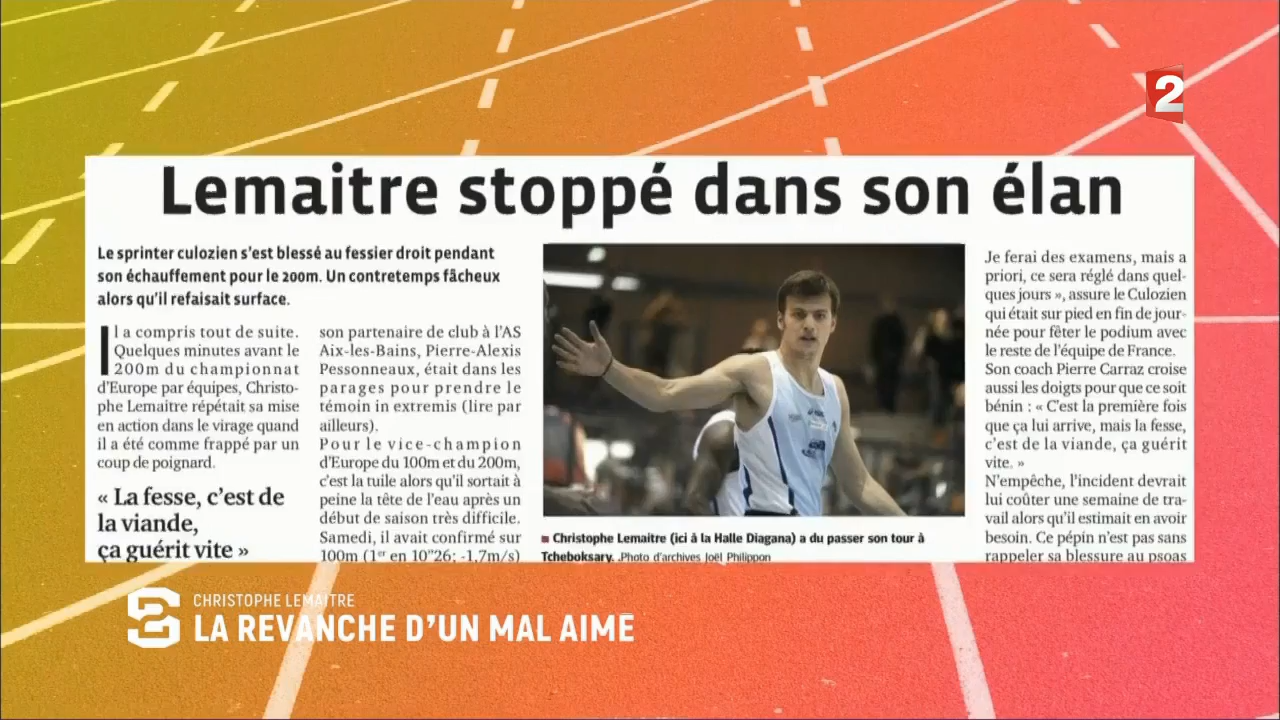 2
Lemaitre stoppé dans son élan
Le sprinter culozien s'est blessé au fessier droit pendant
son échauffement pour le 200m. Un contretemps fâcheux
alors qu'il refaisait surface.
Il a compris tout de suite.
Quelques minutes avant le
200m du championnat
d'Europe par équipes, Christo-
phe Lemaitre répétait sa mise
en action dans le virage quand
il a été comme frappé par un
coup de poignard.
« La fesse, c'est de
la viande,
ça guérit vite »
son partenaire de club à l'AS
Aix-les-Bains, Pierre-Alexis
Pessonneaux, était dans les
parages pour prendre le
témoin in extremis (lire par
ailleurs).
Pour le vice-champion
d'Europe du 100m et du 200m,
c'est la tuile alors qu'il sortait à
peine la tête de l'eau après un
début de saison très difficile.
Samedi, il avait confirmé sur
100m (1er en 10"26; -1,7m/s)
■ Christophe Lemaitre (ici à la Halle Diagana) a du passer son tour à
Tcheboksary. .Photo d'archives Joël Philippon
Je ferai des examens, mais a
priori, ce sera réglé dans quel-
ques jours », assure le Culozien
qui était sur pied en fin de jour-
née pour fêter le podium avec
le reste de l'équipe de France.
Son coach Pierre Carraz croise
aussi les doigts pour que ce soit
bénin : « C'est la première fois
que ça lui arrive, mais la fesse,
c'est de la viande, ça guérit
vite. »
N'empêche, l'incident devrait
lui coûter une semaine de tra-
vail alors qu'il estimait en avoir
besoin. Ce pépin n'est pas sans
rappeler sa blessure au psoas
CHRISTOPHE LEMAITRE
LA REVANCHE D'UN MAL AIMÉ